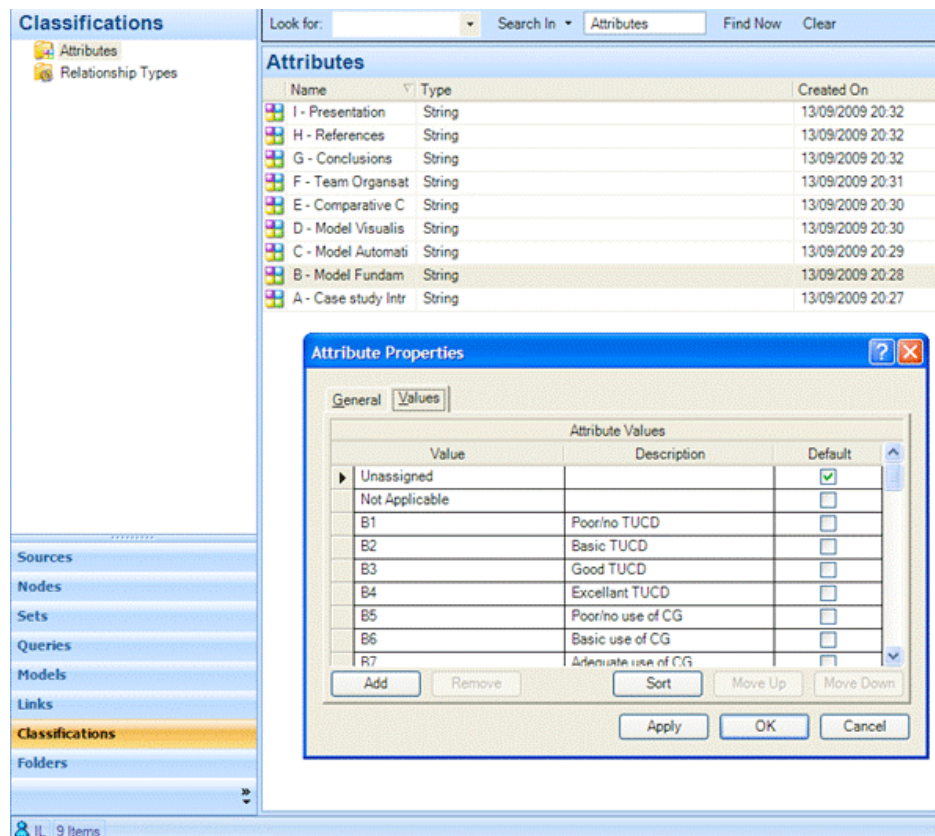 Classifications
Attributes
Relationship Types
Look for: Search In Attributes Find Now Clear
Attributes
Name Type Created On
I - Presentation String 13/09/2009 20:32
H - References String 13/09/2009 20:32
G - Conclusions String 13/09/2009 20:32
F - Team Organsat String 13/09/2009 20:31
E - Comparative C String 13/09/2009 20:30
D - Model Visualis String 13/09/2009 20:30
C - Model Automati String 13/09/2009 20:29
B - Model Fundam String 13/09/2009 20:28
A - Case study Intr String 13/09/2009 20:27
Attribute Properties
General Values
Attribute Values
Value Description Default
Unassigned
Not Applicable
B1 Poor/no TUCD
B2 Basic TUCD
B3 Good TUCD
B4 Excellant TUCD
B5 Poor/no use of CG
B6 Basic use of CG
B7 Adequate use of CG
Add Remove Sort Move Up Move Down
Apply OK Cancel
Sources
Nodes
Sets
Queries
Models
Links
Classifications
Folders
IL 9 Items